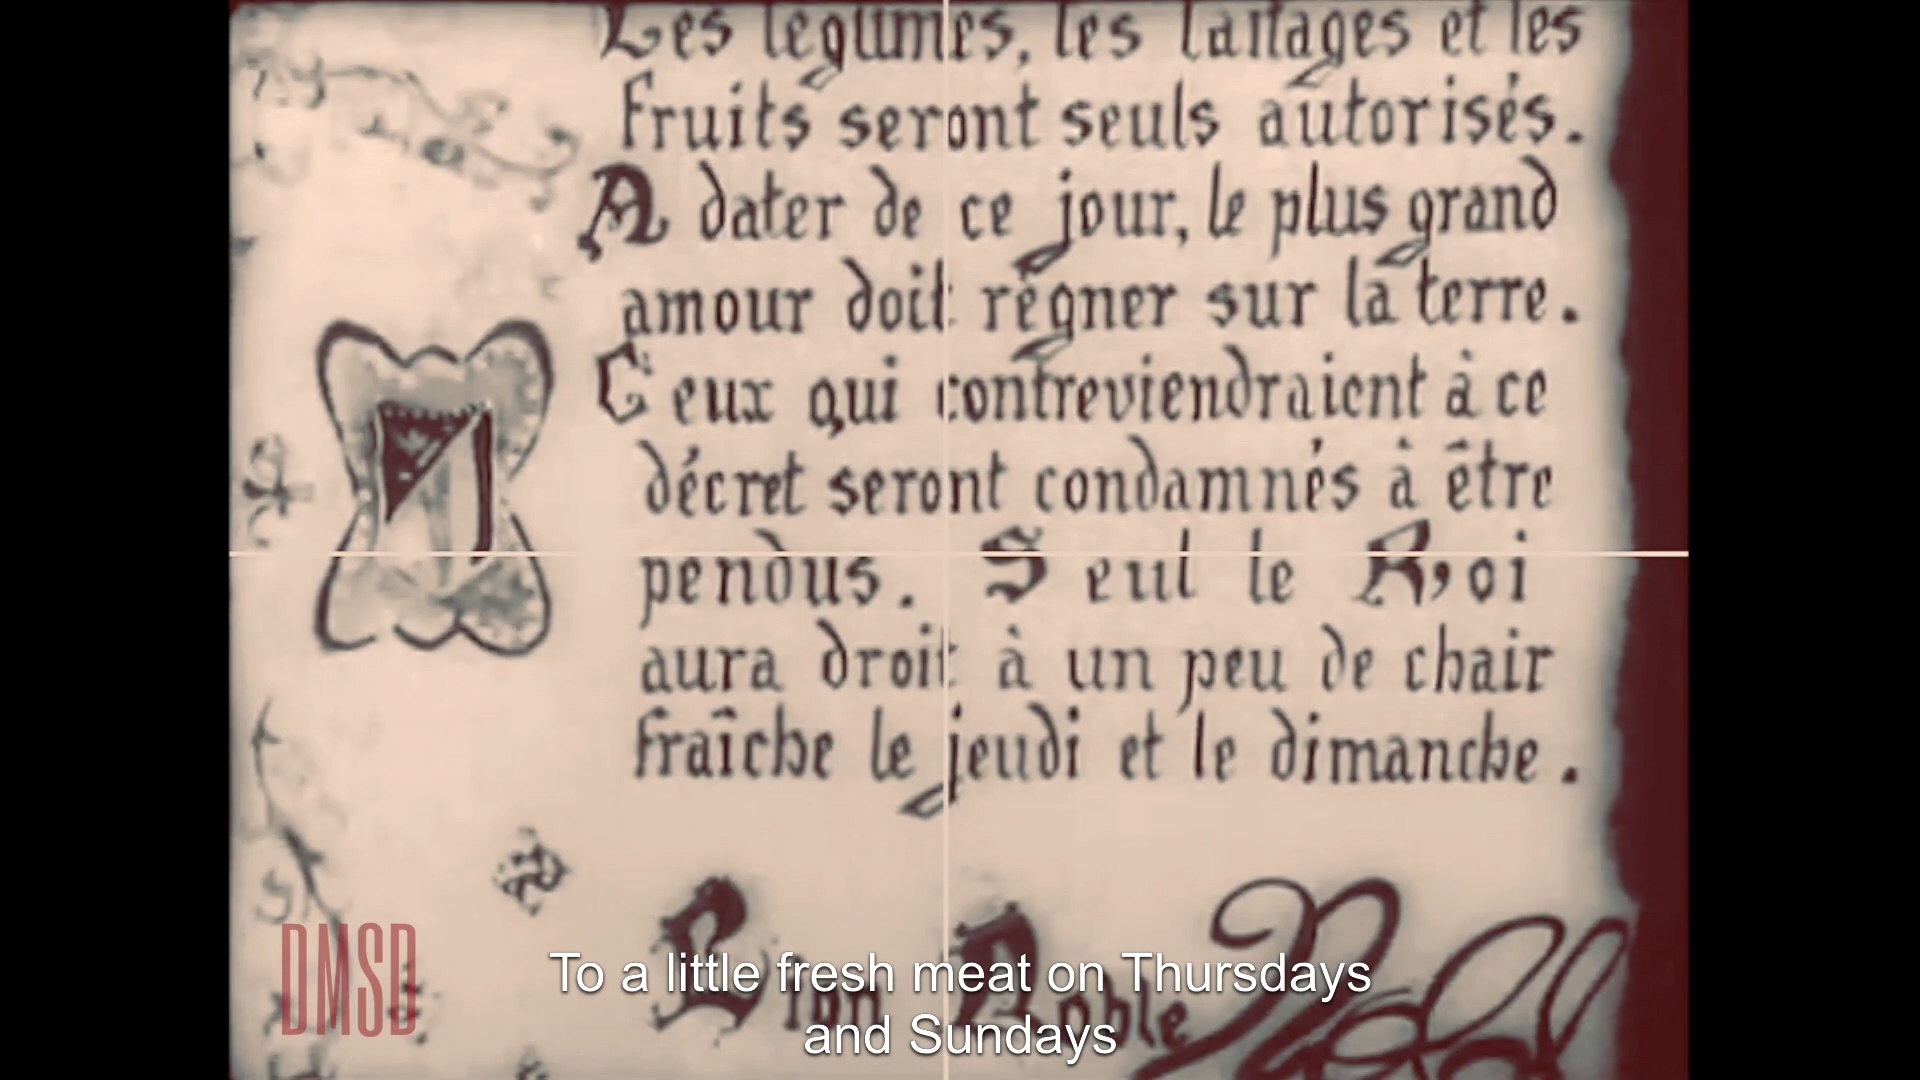 Les légumes, les laitages et les
fruits seront seuls autorisés.
A dater de ce jour, le plus grand
amour doit régner sur la terre.
Ceux qui contreviendraient à ce
décret seront condamnés à être
pendus. Seul le Roi
aura droit à un peu de chair
fraîche le jeudi et le dimanche.
Lion Noble
DMSD
To a little fresh meat on Thursdays
and Sundays